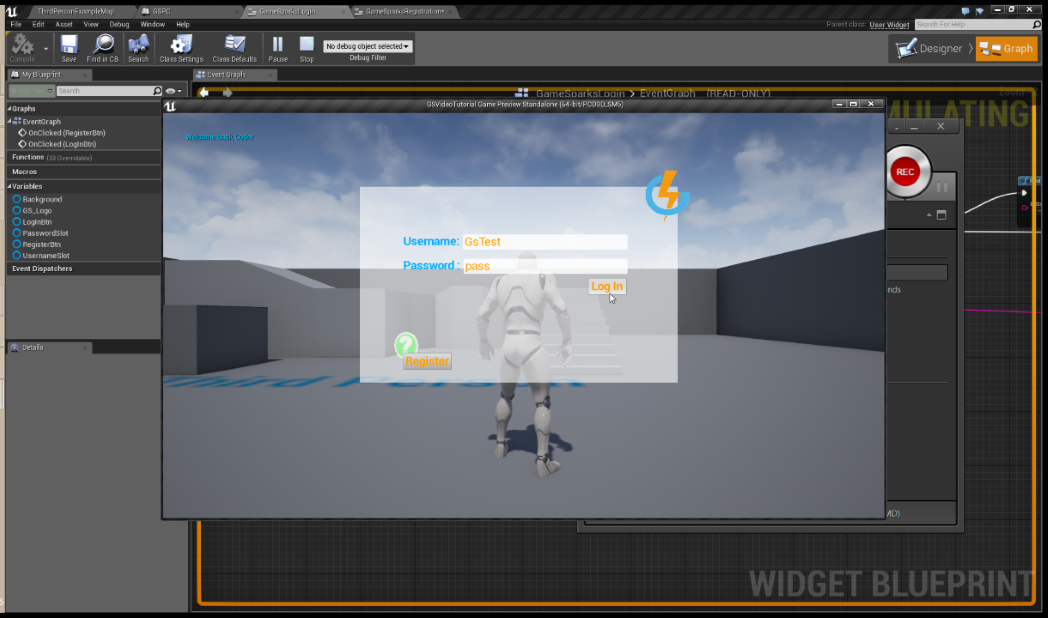 ThirdPersonExampleMap
GSPC
GameSparksLogin
GameSparksRegistration*
File Edit Asset View Debug Window Help
Parent class: User Widget Search For Help
Compile
Save
Find in CB
Search
Class Settings
Class Defaults
Pause
Stop
No debug object selected
Debug Filter
Designer
Graph
My Blueprint
Event Graph
Search
GameSparksLogin > EventGraph (READ-ONLY)
GSVideoTutorial Game Preview Standalone (64-bit/PCD3D_SM5)
Graphs
EventGraph
OnClicked (RegisterBtn)
OnClicked (LogInBtn)
Functions (33 Overridable)
Macros
Variables
Background
GS_Logo
LogInBtn
PasswordSlot
RegisterBtn
UsernameSlot
Event Dispatchers
Details
Welcome back Coder
REC
Username: GsTest
Password : pass
Log In
Register
Third Person
WIDGET BLUEPRINT